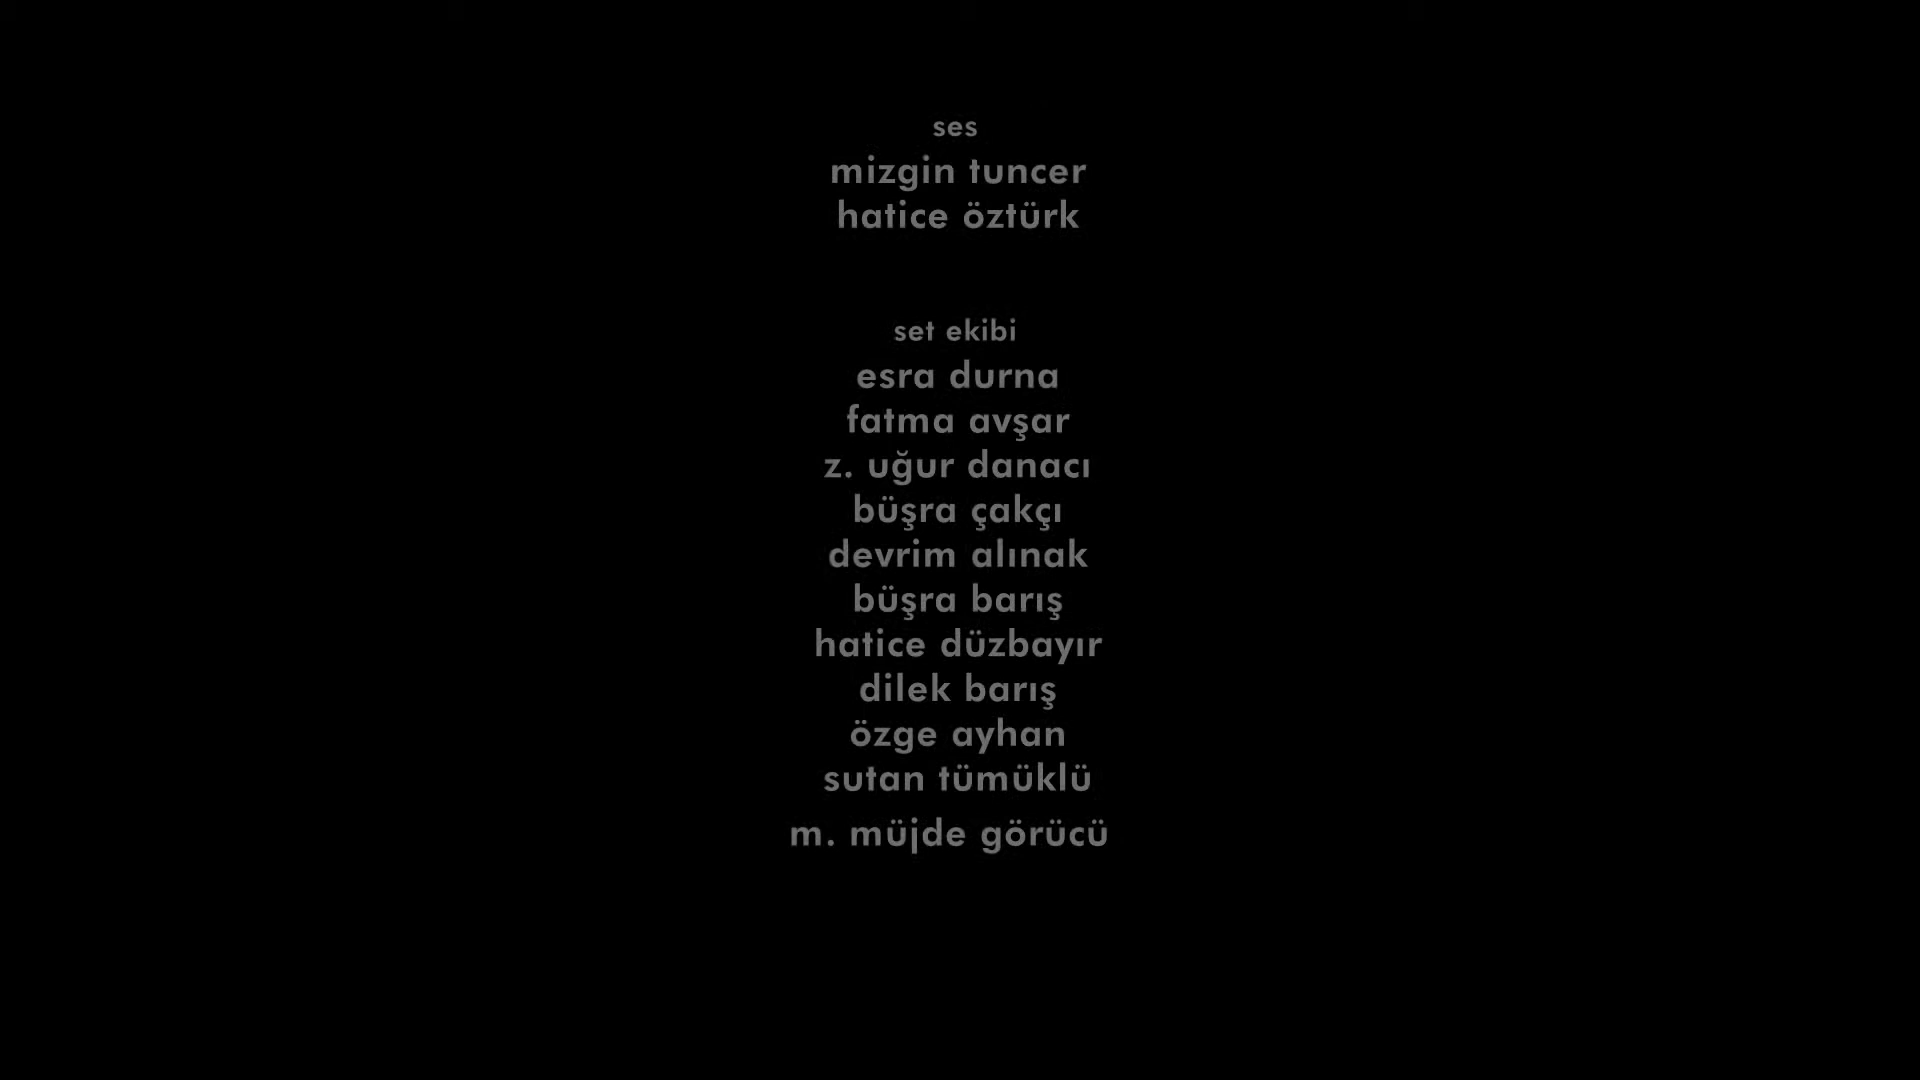 ses
mizgin tuncer
hatice öztürk
set ekibi
esra durna
fatma avşar
z. uğur danacı
büşra çakçı
devrim alınak
büşra barış
hatice düzbayır
dilek barış
özge ayhan
sutan tümüklü
m. müjde görücü